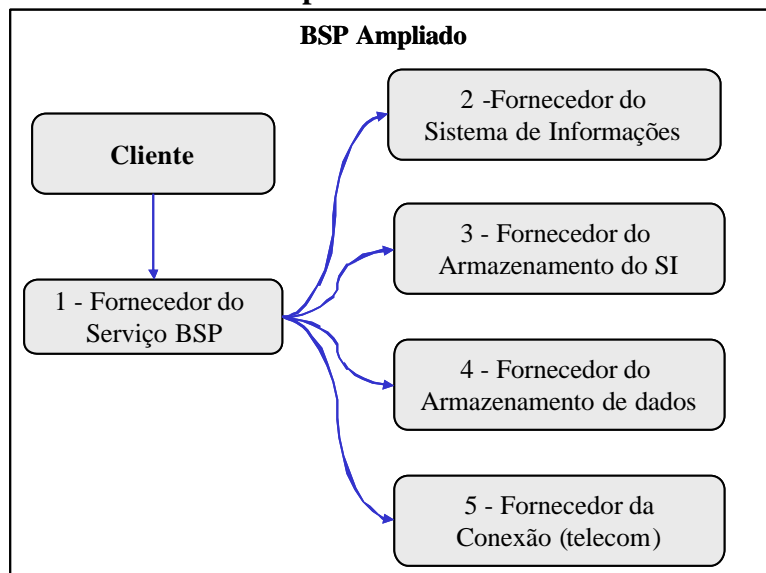 BSP Ampliado
Cliente
1 - Fornecedor do
Serviço BSP
2 -Fornecedor do
Sistema de Informações
3 - Fornecedor do
Armazenamento do SI
4 - Fornecedor do
Armazenamento de dados
5 - Fornecedor da
Conexão (telecom)